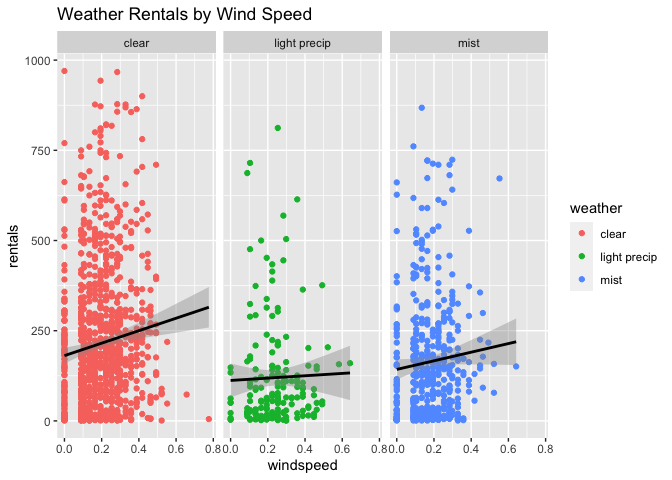 Weather Rentals by Wind Speed
clear
light precip
mist
1000
750
500
250
0
rentals
0.0 0.2 0.4 0.6 0.8
0.0 0.2 0.4 0.6 0.8
0.0 0.2 0.4 0.6 0.8
windspeed
weather
clear
light precip
mist